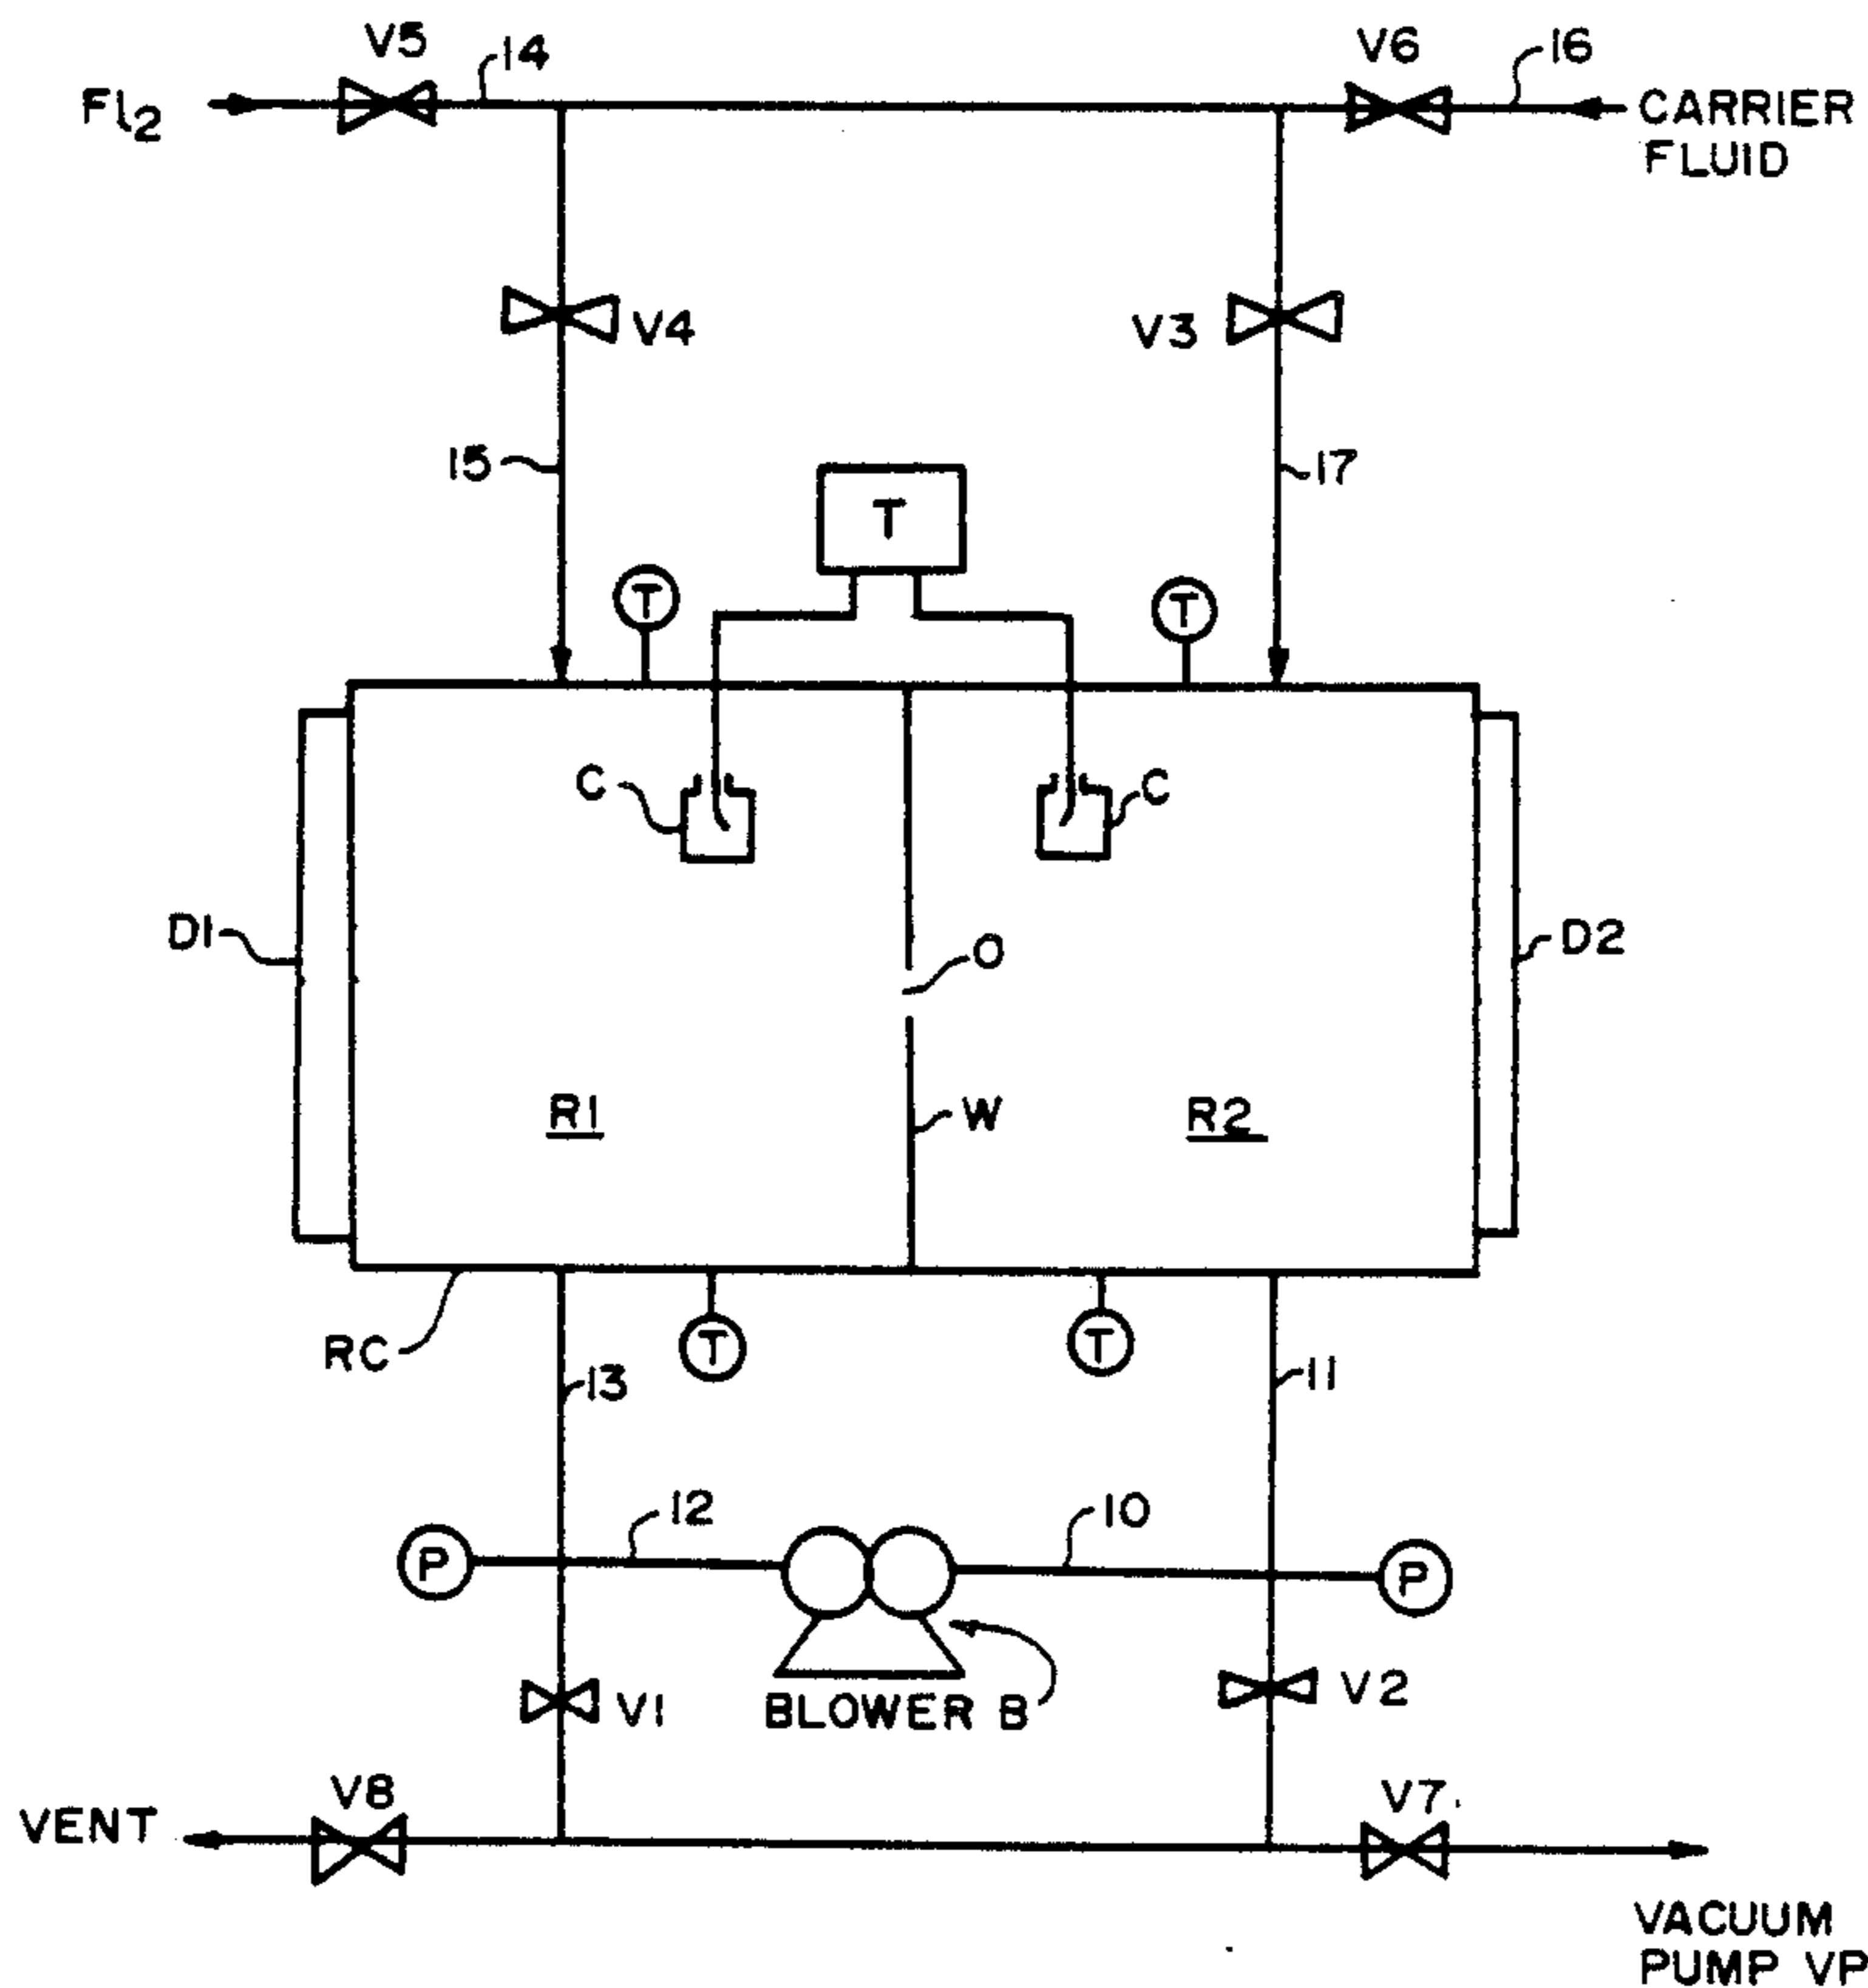 V5
14
V6
16
Fl2
CARRIER
FLUID
V4
V3
15
17
T
T
T
C
C
D1
O
D2
R1
W
R2
RC
T
T
13
11
12
10
P
P
V1
BLOWER B
V2
V8
V7
VENT
VACUUM
PUMP VP